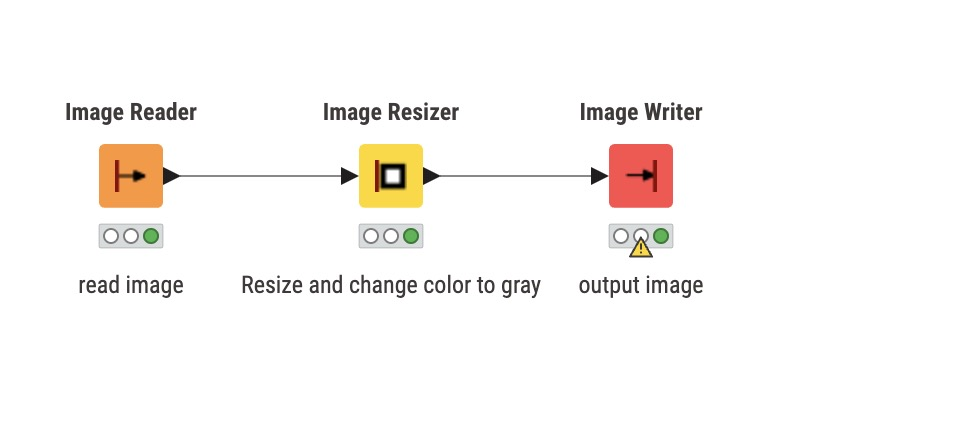 Image Reader
Image Resizer
Image Writer
read image
Resize and change color to gray
output image